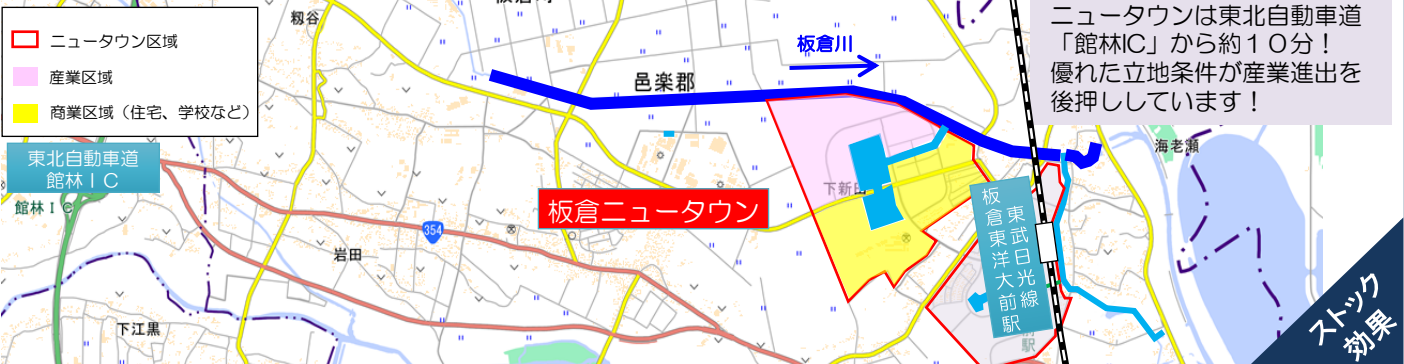 籾谷
ニュータウン区域
産業区域
商業区域（住宅、学校など）
東北自動車道
館林ＩＣ
館林ＩＣ
354
岩田
下江黒
板倉川
邑楽郡
板倉ニュータウン
下新田
東武日光線
板倉東洋大前駅
ニュータウンは東北自動車道
「館林IC」から約１０分！
優れた立地条件が産業進出を
後押ししています！
海老瀬
ストック
効果